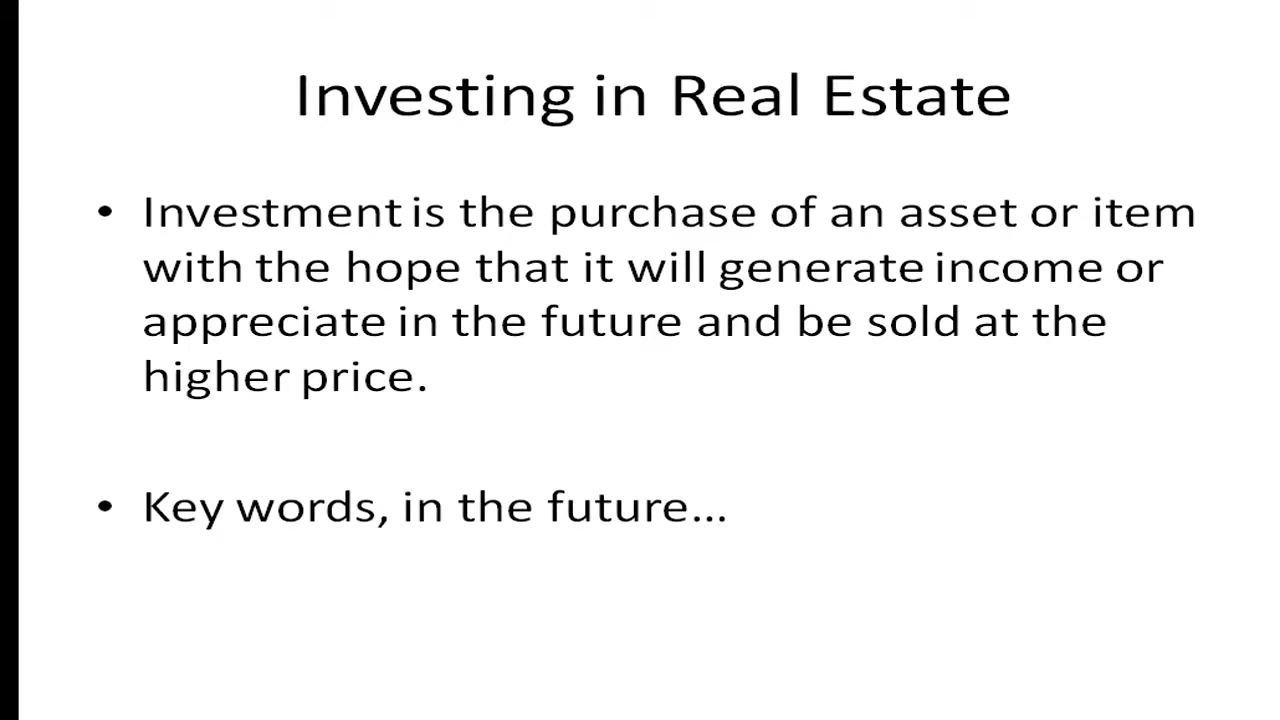 Investing in Real Estate
• Investment is the purchase of an asset or item
with the hope that it will generate income or
appreciate in the future and be sold at the
higher price.
• Key words, in the future...